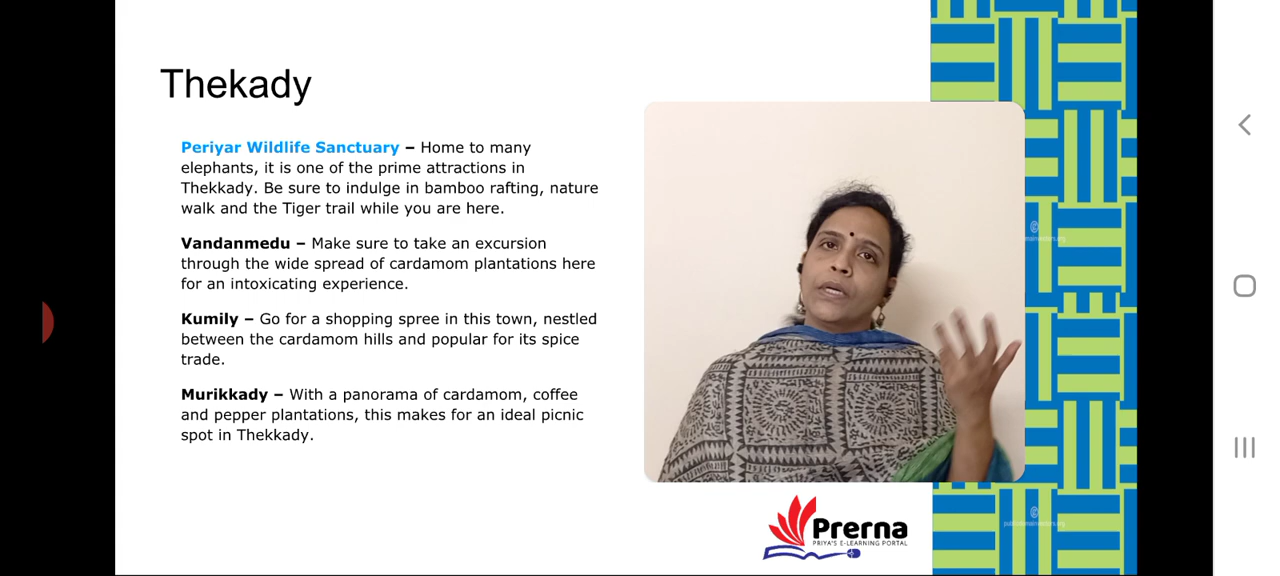 Thekady
Periyar Wildlife Sanctuary – Home to many
elephants, it is one of the prime attractions in
Thekkady. Be sure to indulge in bamboo rafting, nature
walk and the Tiger trail while you are here.
Vandanmedu – Make sure to take an excursion
through the wide spread of cardamom plantations here
for an intoxicating experience.
Kumily – Go for a shopping spree in this town, nestled
between the cardamom hills and popular for its spice
trade.
Murikkady – With a panorama of cardamom, coffee
and pepper plantations, this makes for an ideal picnic
spot in Thekkady.
Prerna
PRIYA'S E-LEARNING PORTAL